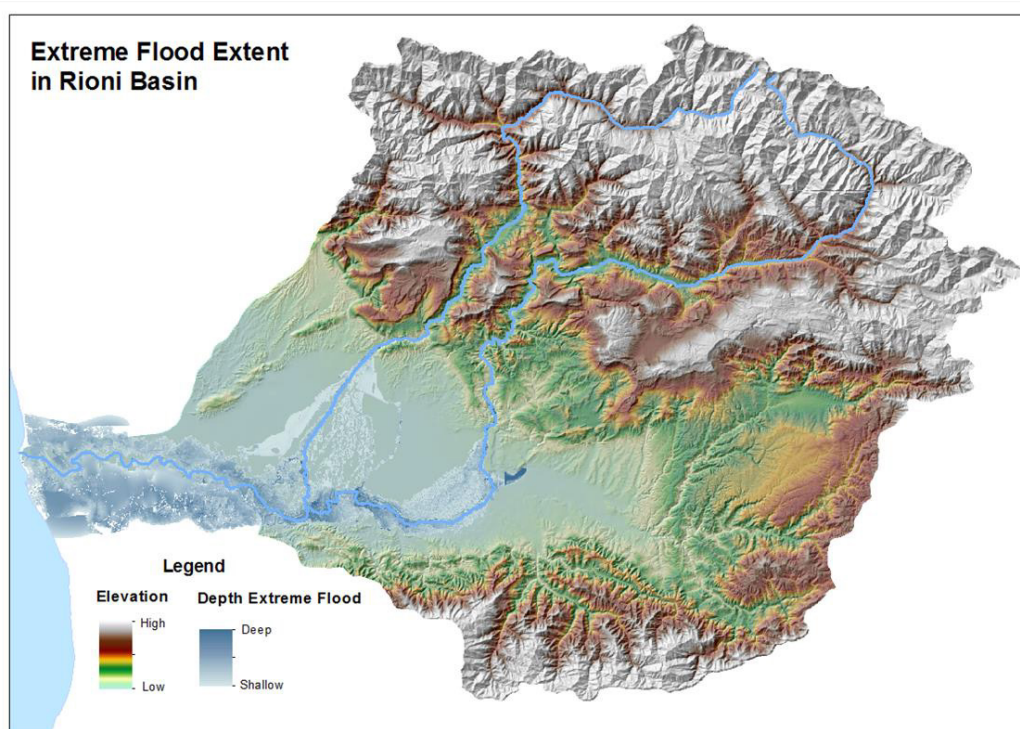 Extreme Flood Extent
in Rioni Basin
Legend
Elevation
High
Low
Depth Extreme Flood
Deep
Shallow